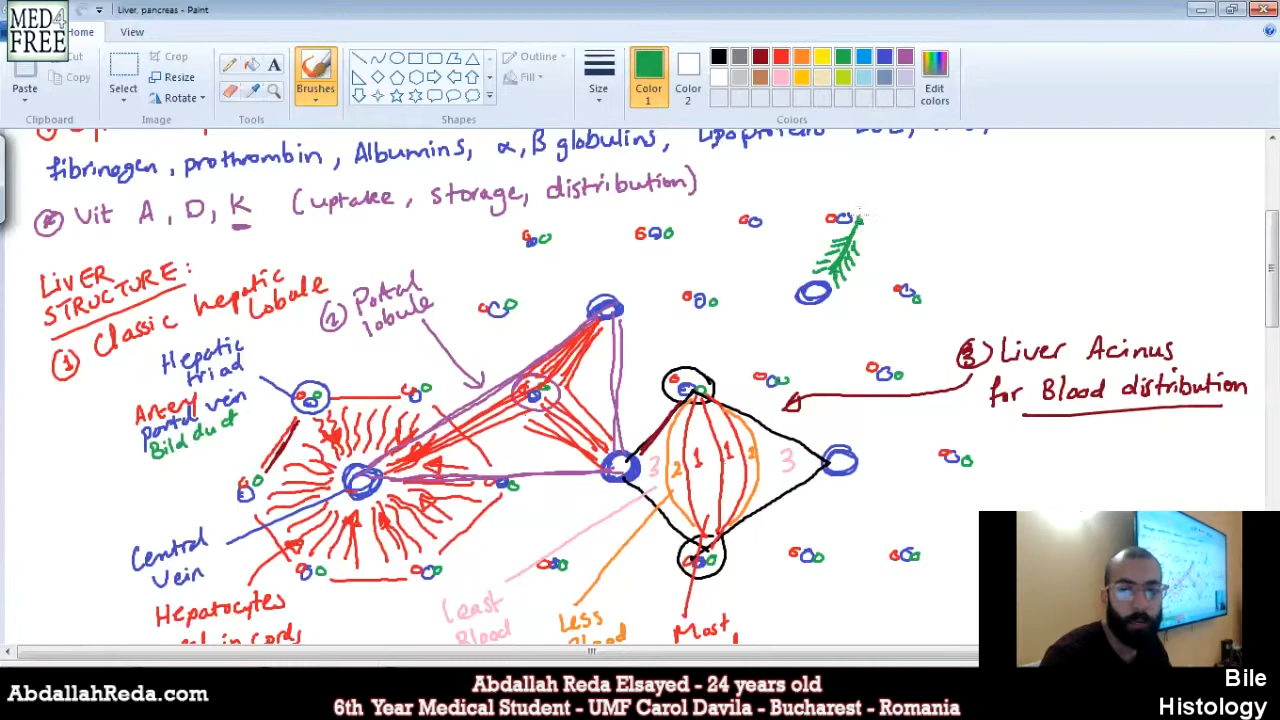 MED4
FREE
Liver, pancreas - Paint
Home
View
Cut
Copy
Paste
Clipboard
Select
Crop
Resize
Rotate
Image
A
Tools
Brushes
Shapes
Outline
Fill
Size
Color
1
Color
2
Edit
colors
Colors
fibrinogen, prothrombin, Albumins, α, β globulins,
Vit A, D, K (uptake, storage, distribution)
LIVER
STRUCTURE:
1) Classic hepatic
Lobule
2) Portal
lobule
Hepatic
triad
Artery
portal vein
Bild duct
3) Liver Acinus
for Blood distribution
3 2 1 1 2 3
Central
vein
Hepatocytes
Least
Blood
Less
Blood
Most
AbdallahReda.com
Abdallah Reda Elsayed - 24 years old
6th Year Medical Student - UMF Carol Davila - Bucharest - Romania
Bile
Histology